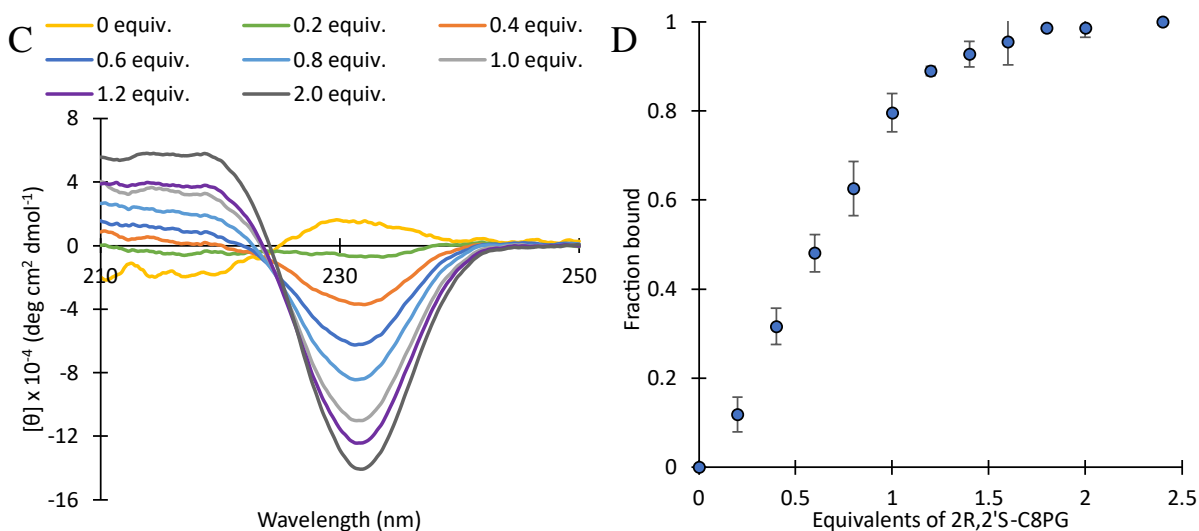 C
0 equiv. 0.2 equiv. 0.4 equiv.
0.6 equiv. 0.8 equiv. 1.0 equiv.
1.2 equiv. 2.0 equiv.
8
4
0
-4
-8
-12
-16
210 230 250
[θ] x 10-4 (deg cm2 dmol-1)
Wavelength (nm)
D
1
0.8
0.6
0.4
0.2
0
0 0.5 1 1.5 2 2.5
Fraction bound
Equivalents of 2R,2'S-C8PG